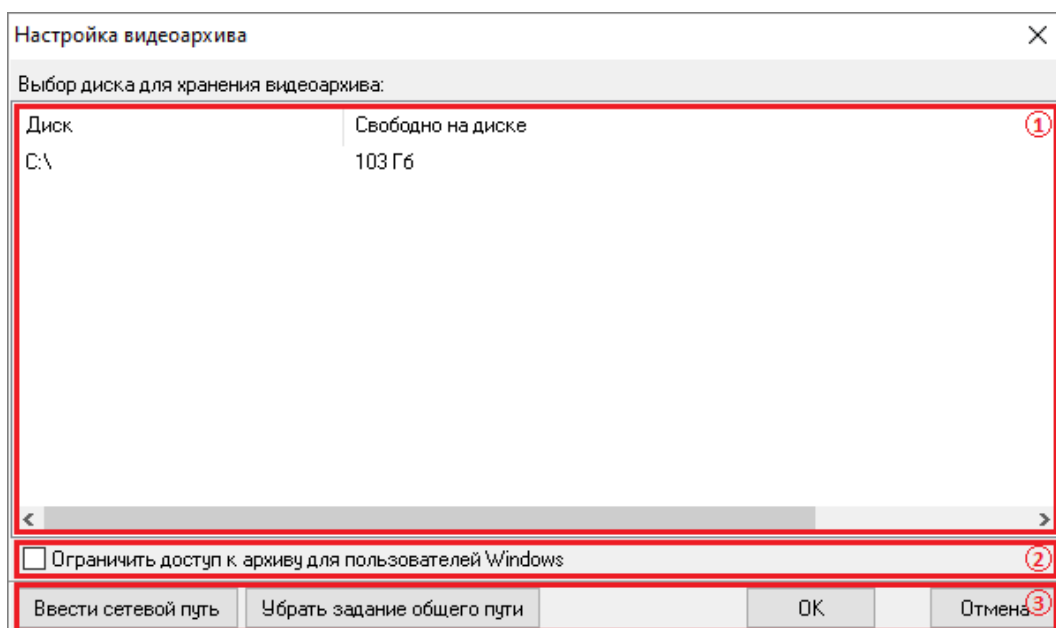 Настройка видеоархива
Выбор диска для хранения видеоархива:
Диск Свободно на диске 1
C:\ 103 Гб
Ограничить доступ к архиву для пользователей Windows 2
Ввести сетевой путь Убрать задание общего пути OK Отмена 3